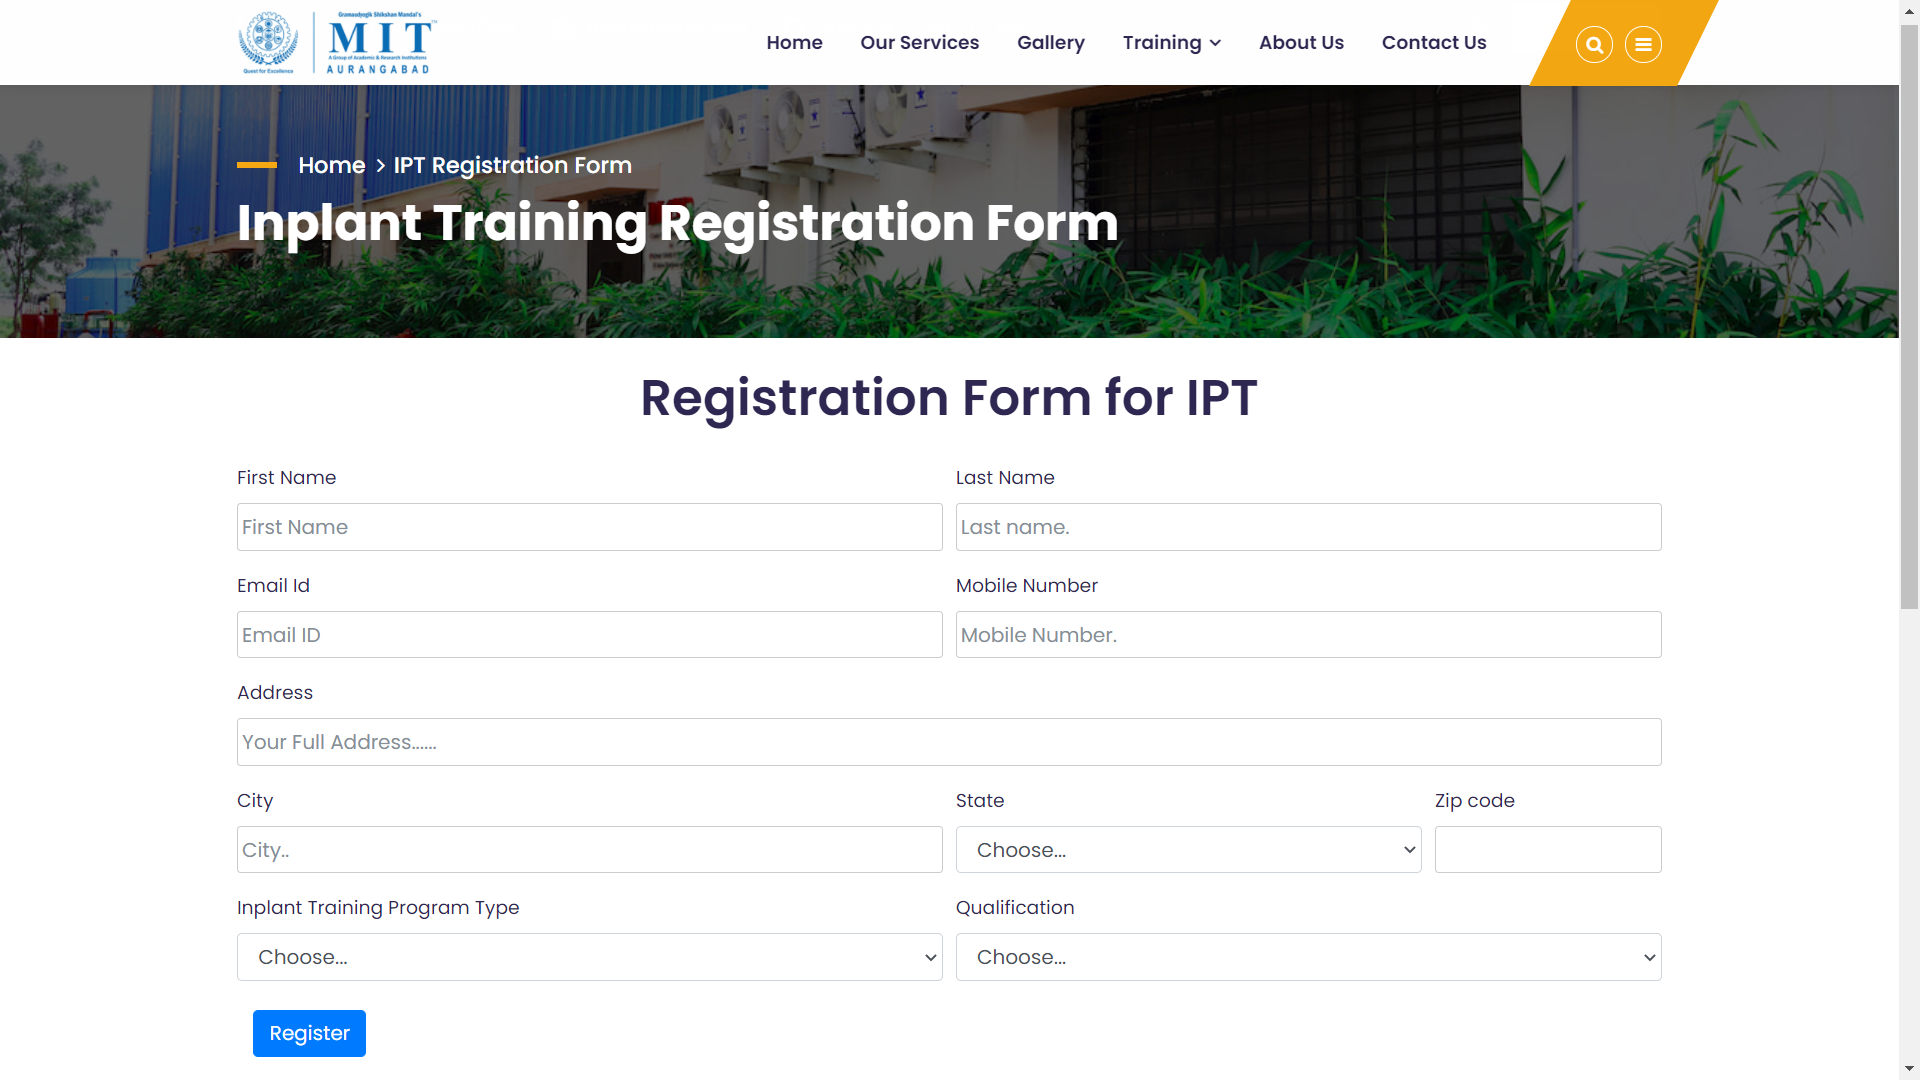 Gramaudyogik Shikshan Mandal's
MIT
TM
A Group of Academic & Research Institutions
AURANGABAD
Quest for Excellence
Home
Our Services
Gallery
Training
About Us
Contact Us
Home > IPT Registration Form
Inplant Training Registration Form
Registration Form for IPT
First Name
Last Name
First Name
Last name.
Email Id
Mobile Number
Email ID
Mobile Number.
Address
Your Full Address......
City
State
Zip code
City..
Choose...
Inplant Training Program Type
Qualification
Choose...
Choose...
Register